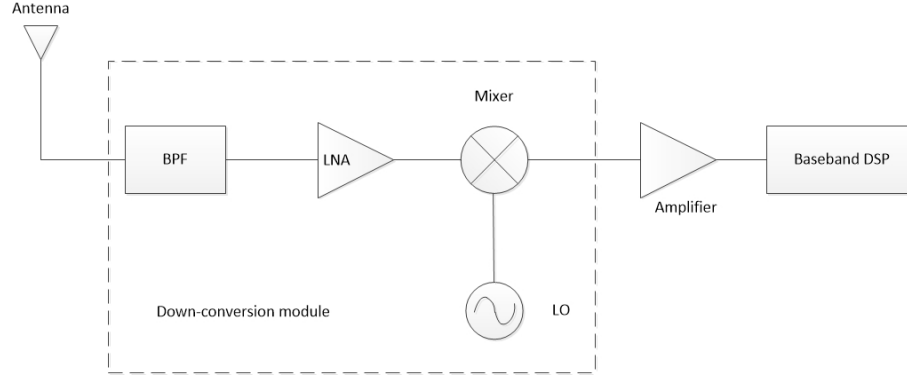 Antenna
Mixer
BPF
LNA
Baseband DSP
Amplifier
Down-conversion module
LO